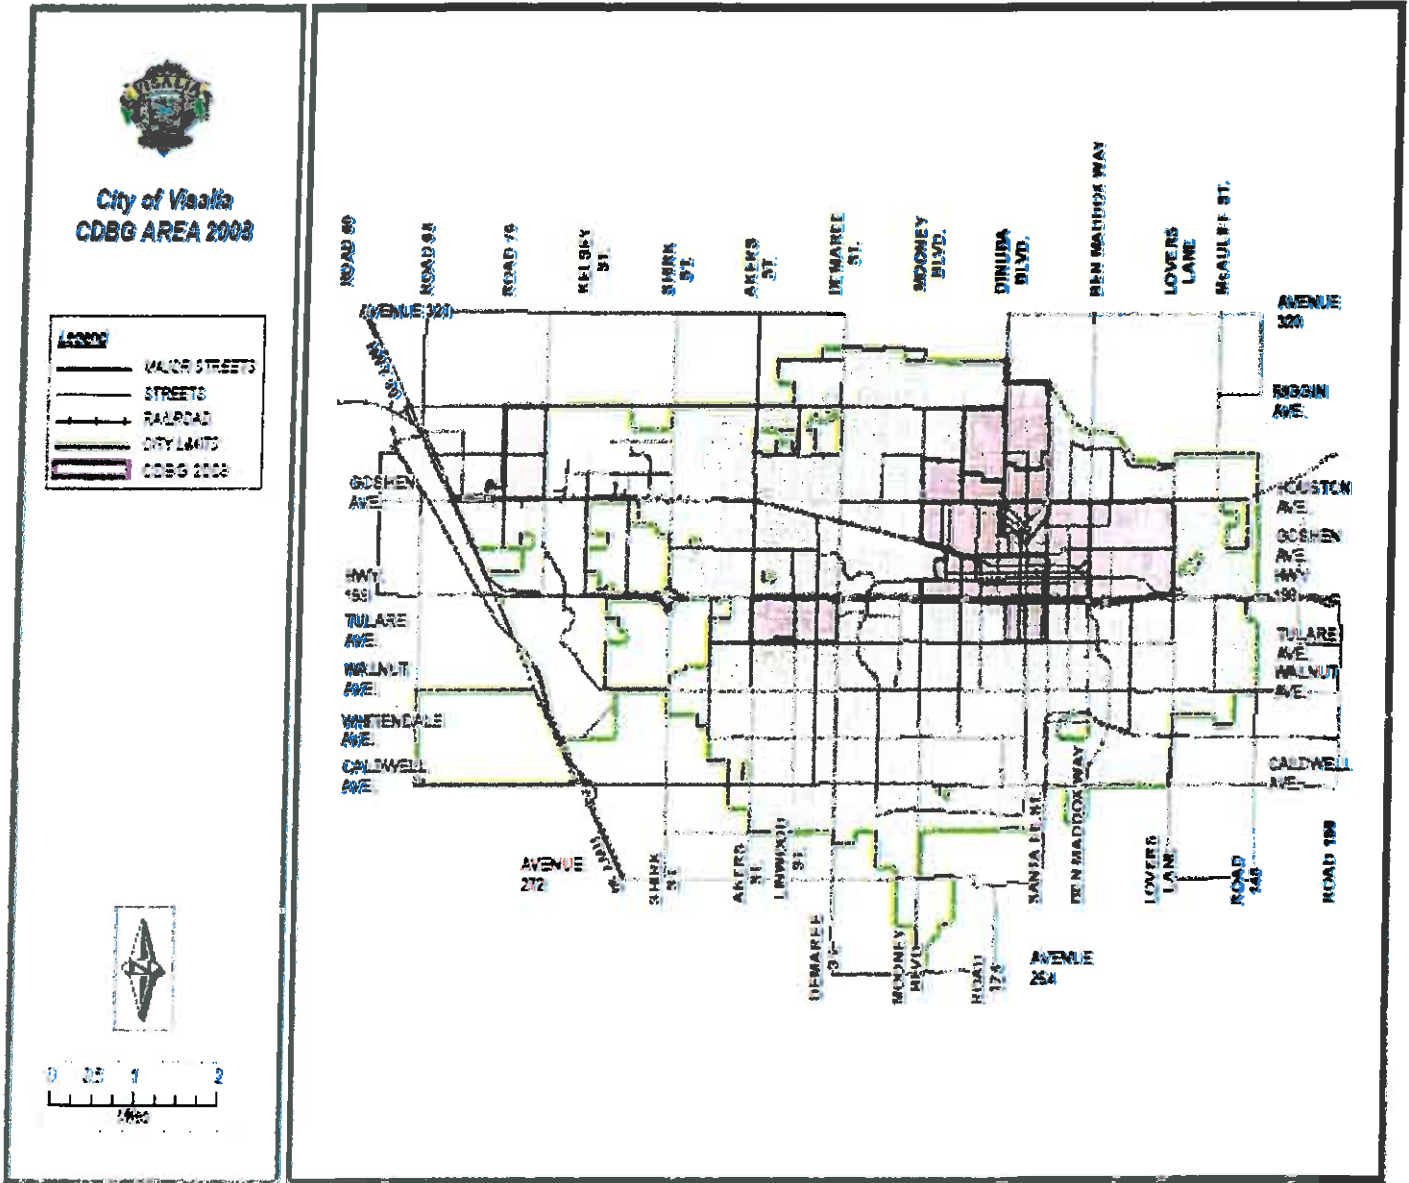 VISALIA
City of Visalia
CDBG AREA 2008
Legend
MAJOR STREETS
STREETS
RAILROAD
CITY LIMITS
CDBG 2008
0 0.5 1 2
Miles
ROAD 60
ROAD 68
ROAD 76
KELSEY
ST.
SHIRK
ST.
AKERS
ST.
DEMAREE
ST.
MOONEY
BLVD.
DINUBA
BLVD.
BEN MADDOX WAY
LOVERS
LANE
McAULIFF ST.
AVENUE 320
AVENUE
320
RIGGIN
AVE.
GOSHEN
AVE
HOUSTON
AVE
GOSHEN
AVE
HWY
198
HWY
198
TULARE
AVE
TULARE
AVE
WALNUT
AVE
WALNUT
AVE.
WHITENDALE
AVE.
CALDWELL
AVE
CALDWELL
AVE.
AVENUE
272
SHIRK
ST.
AKERS
ST.
LINWOOD
ST.
DEMAREE
ST.
MOONEY
BLVD
ROAD
124
SANTA FE ST.
BEN MADDOX WAY
LOVERS
LANE
ROAD
148
ROAD 156
AVENUE
264